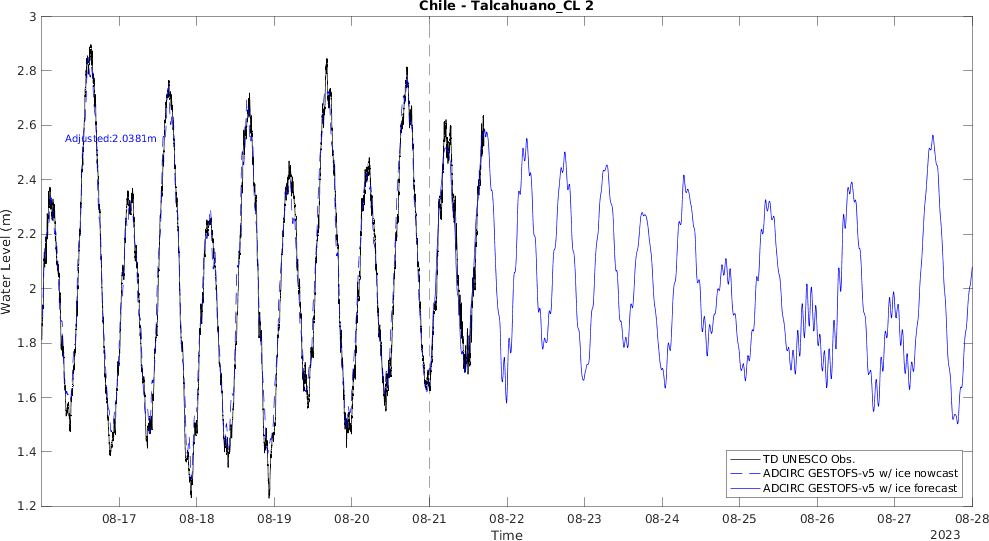 Chile - Talcahuano_CL 2
3
2.8
2.6
2.4
2.2
2
1.8
1.6
1.4
1.2
Water Level (m)
Adjusted:2.0381m
TD UNESCO Obs.
ADCIRC GESTOFS-v5 w/ ice nowcast
ADCIRC GESTOFS-v5 w/ ice forecast
08-17 08-18 08-19 08-20 08-21 08-22 08-23 08-24 08-25 08-26 08-27 08-28
Time
2023